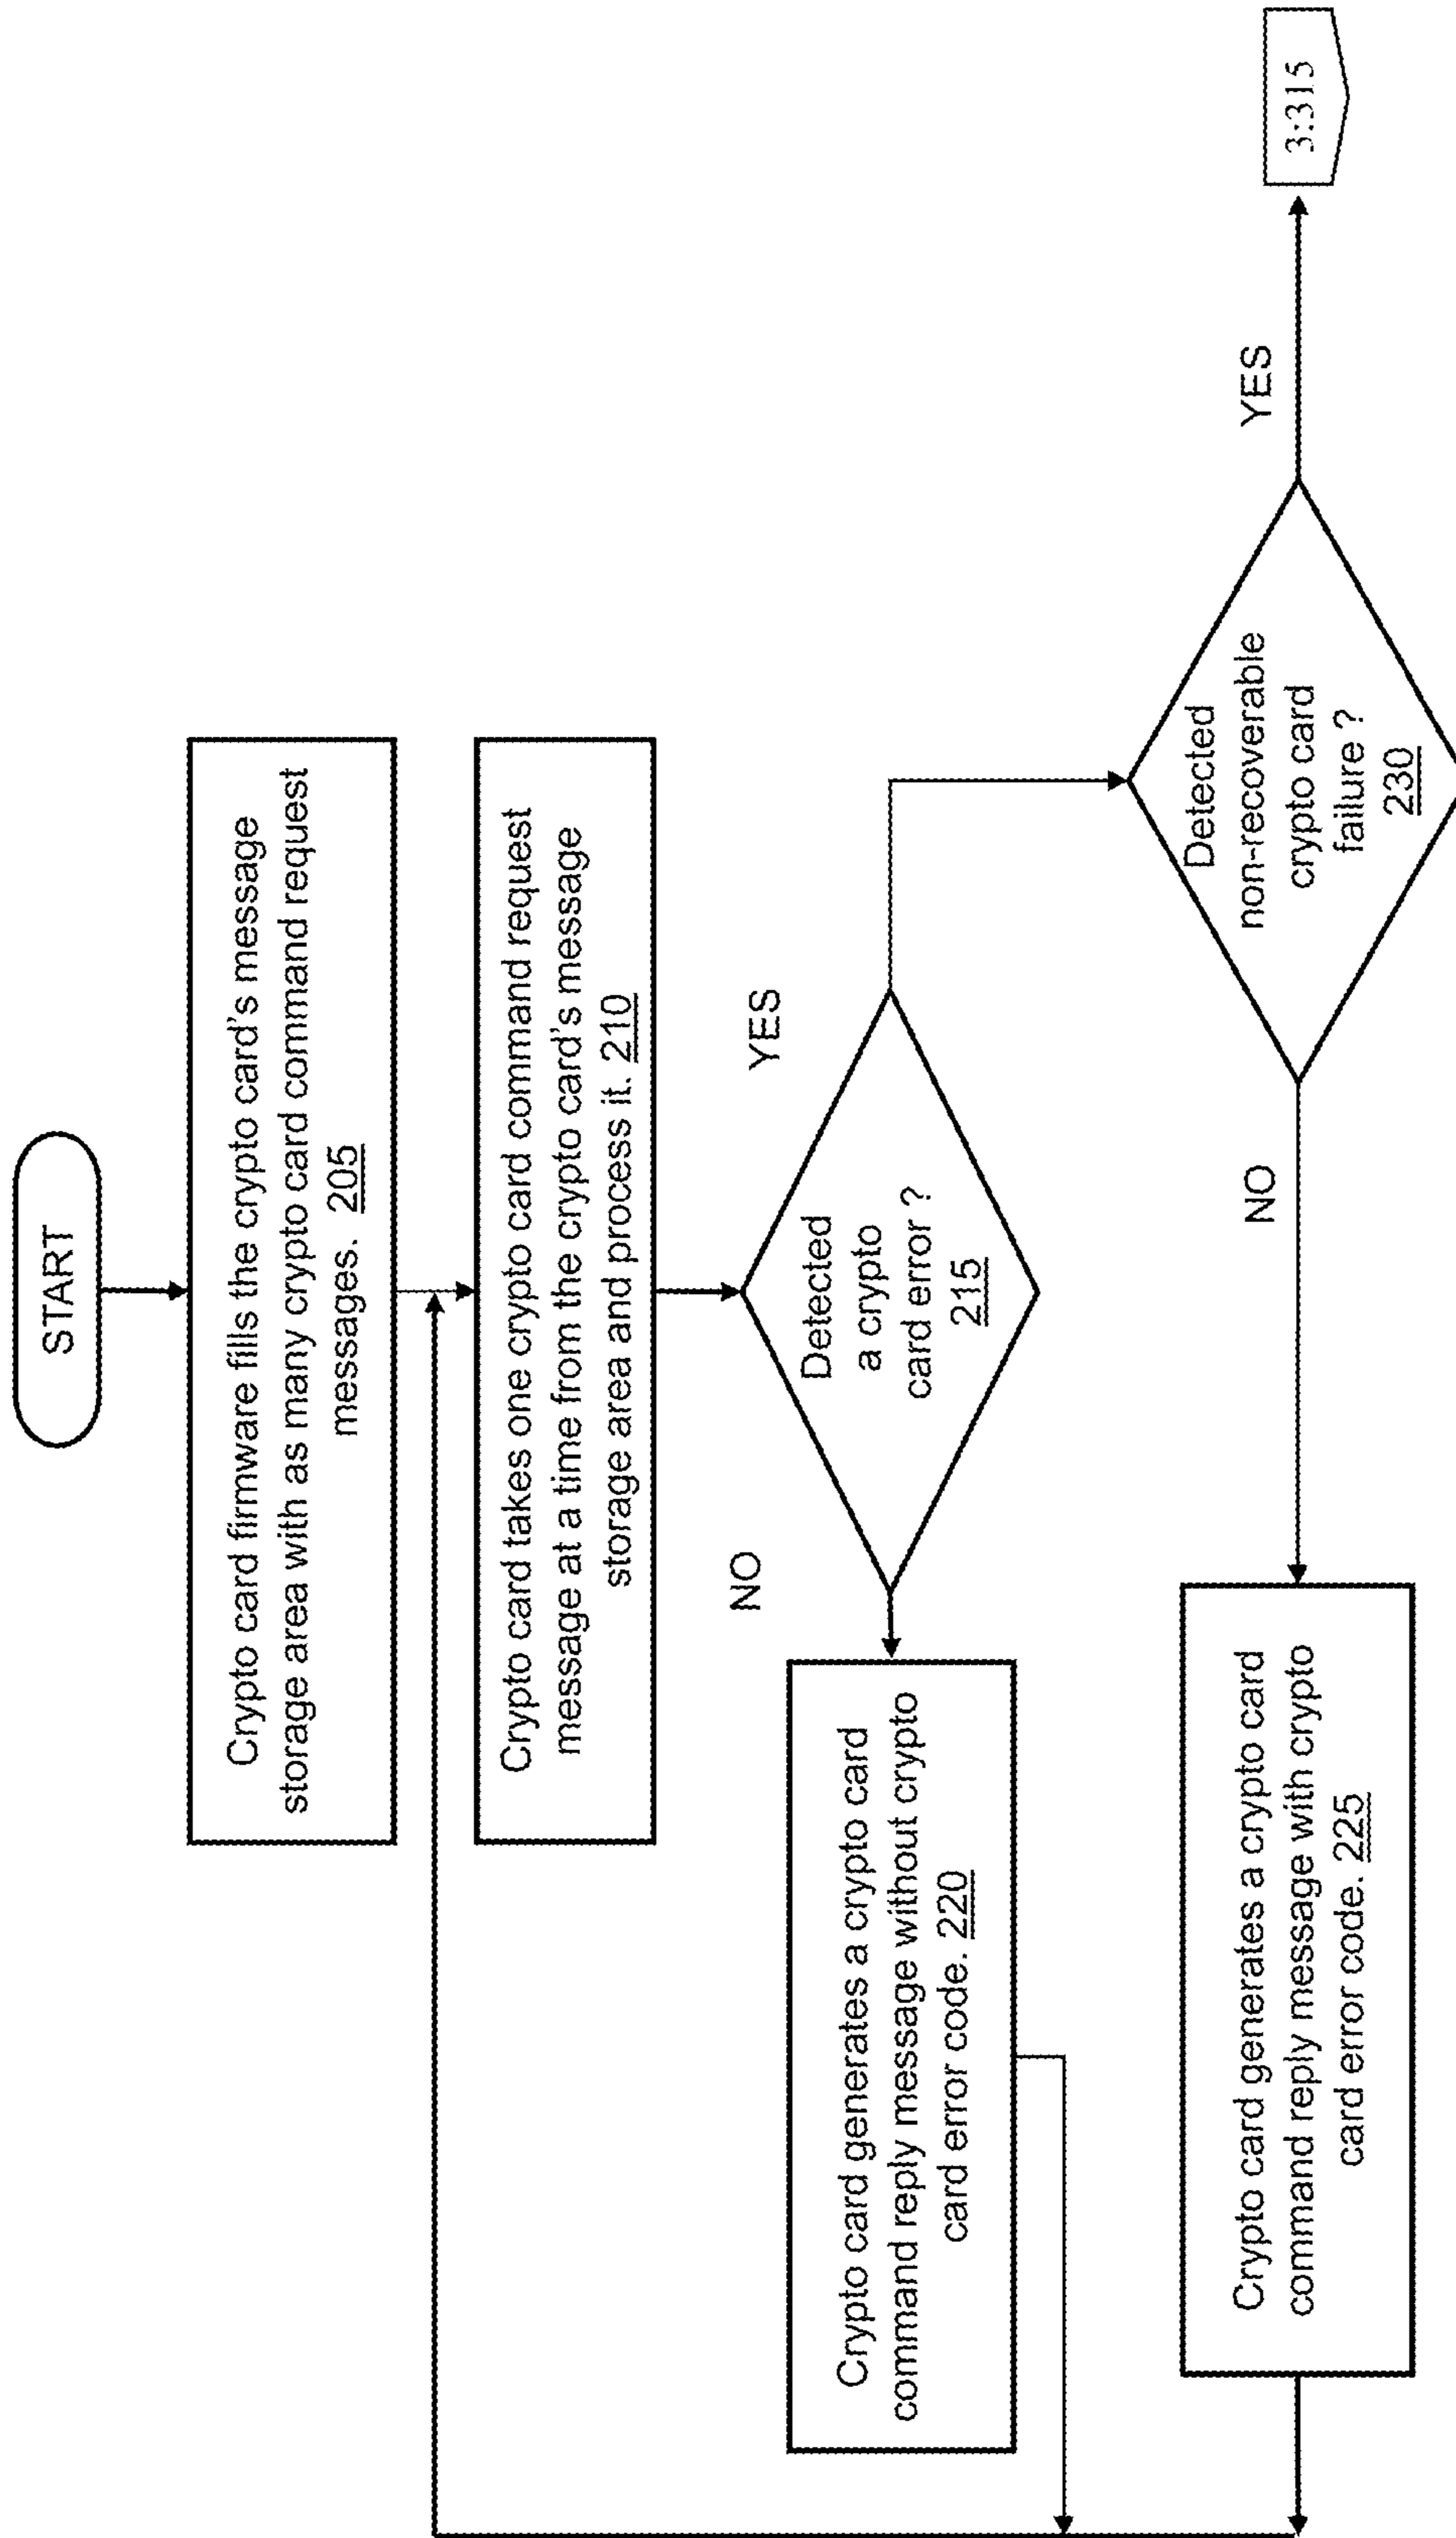 START
Crypto card firmware fills the crypto card's message
storage area with as many crypto card command request
messages. 205
Crypto card takes one crypto card command request
message at a time from the crypto card's message
storage area and process it. 210
Detected
a crypto
card error ?
215
NO
YES
Crypto card generates a crypto card
command reply message without crypto
card error code. 220
Detected
non-recoverable
crypto card
failure ?
230
NO
YES
Crypto card generates a crypto card
command reply message with crypto
card error code. 225
3:315